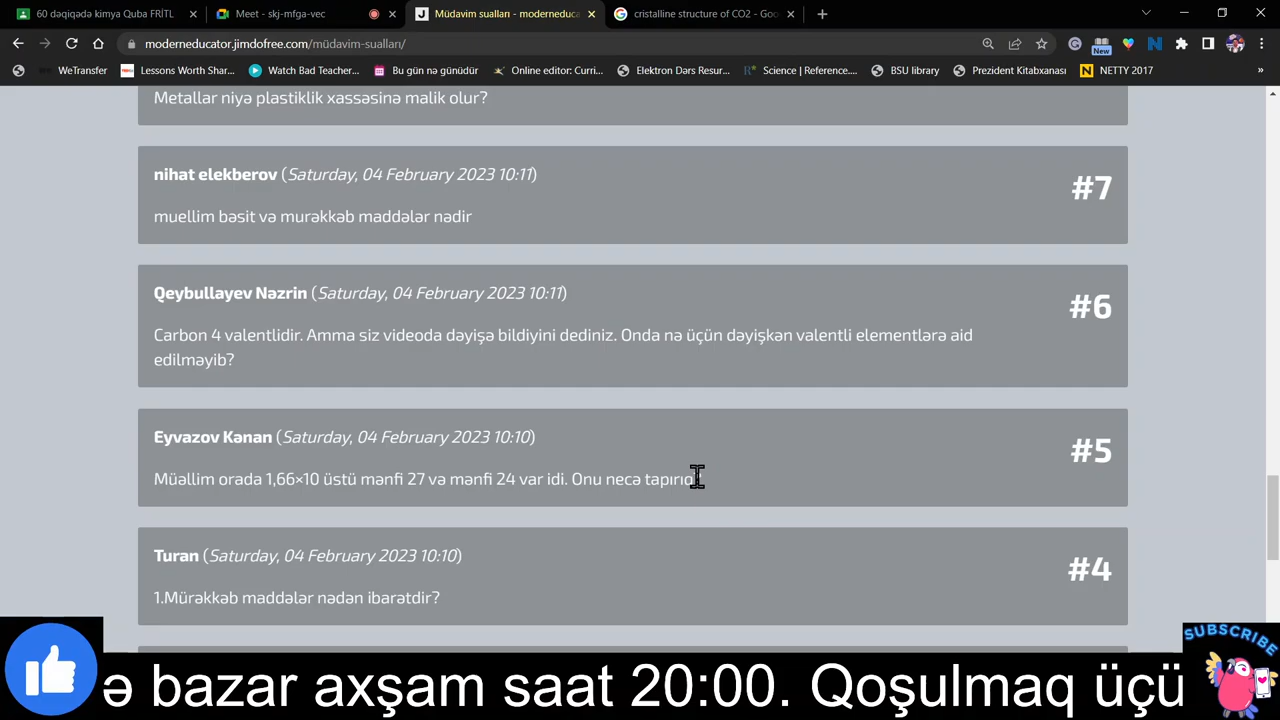 60 dəqiqədə kimya Quba FRİTL
Meet - skj-mfga-vec
Müdavim sualları - moderneduca
cristalline structure of CO2 - Goo
moderneducator.jimdofree.com/müdavim-sualları/
New
WeTransfer
Lessons Worth Shar...
Watch Bad Teacher...
Bu gün nə günüdür
Online editor: Curri...
Elektron Dərs Resur...
Science | Reference....
BSU library
Prezident Kitabxanası
NETTY 2017
Metallar niyə plastiklik xassəsinə malik olur?
nihat elekberov (Saturday, 04 February 2023 10:11)
#7
muellim bəsit və murəkkəb maddələr nədir
Qeybullayev Nəzrin (Saturday, 04 February 2023 10:11)
#6
Carbon 4 valentlidir. Amma siz videoda dəyişə bildiyini dediniz. Onda nə üçün dəyişkən valentli elementlərə aid
edilməyib?
Eyvazov Kənan (Saturday, 04 February 2023 10:10)
#5
Müəllim orada 1,66×10 üstü mənfi 27 və mənfi 24 var idi. Onu necə
Turan (Saturday, 04 February 2023 10:10)
#4
1.Mürəkkəb maddələr nədən ibarətdir?
ə bazar axşam saat 20:00. Qoşulmaq üçü
SUBSCRIBE